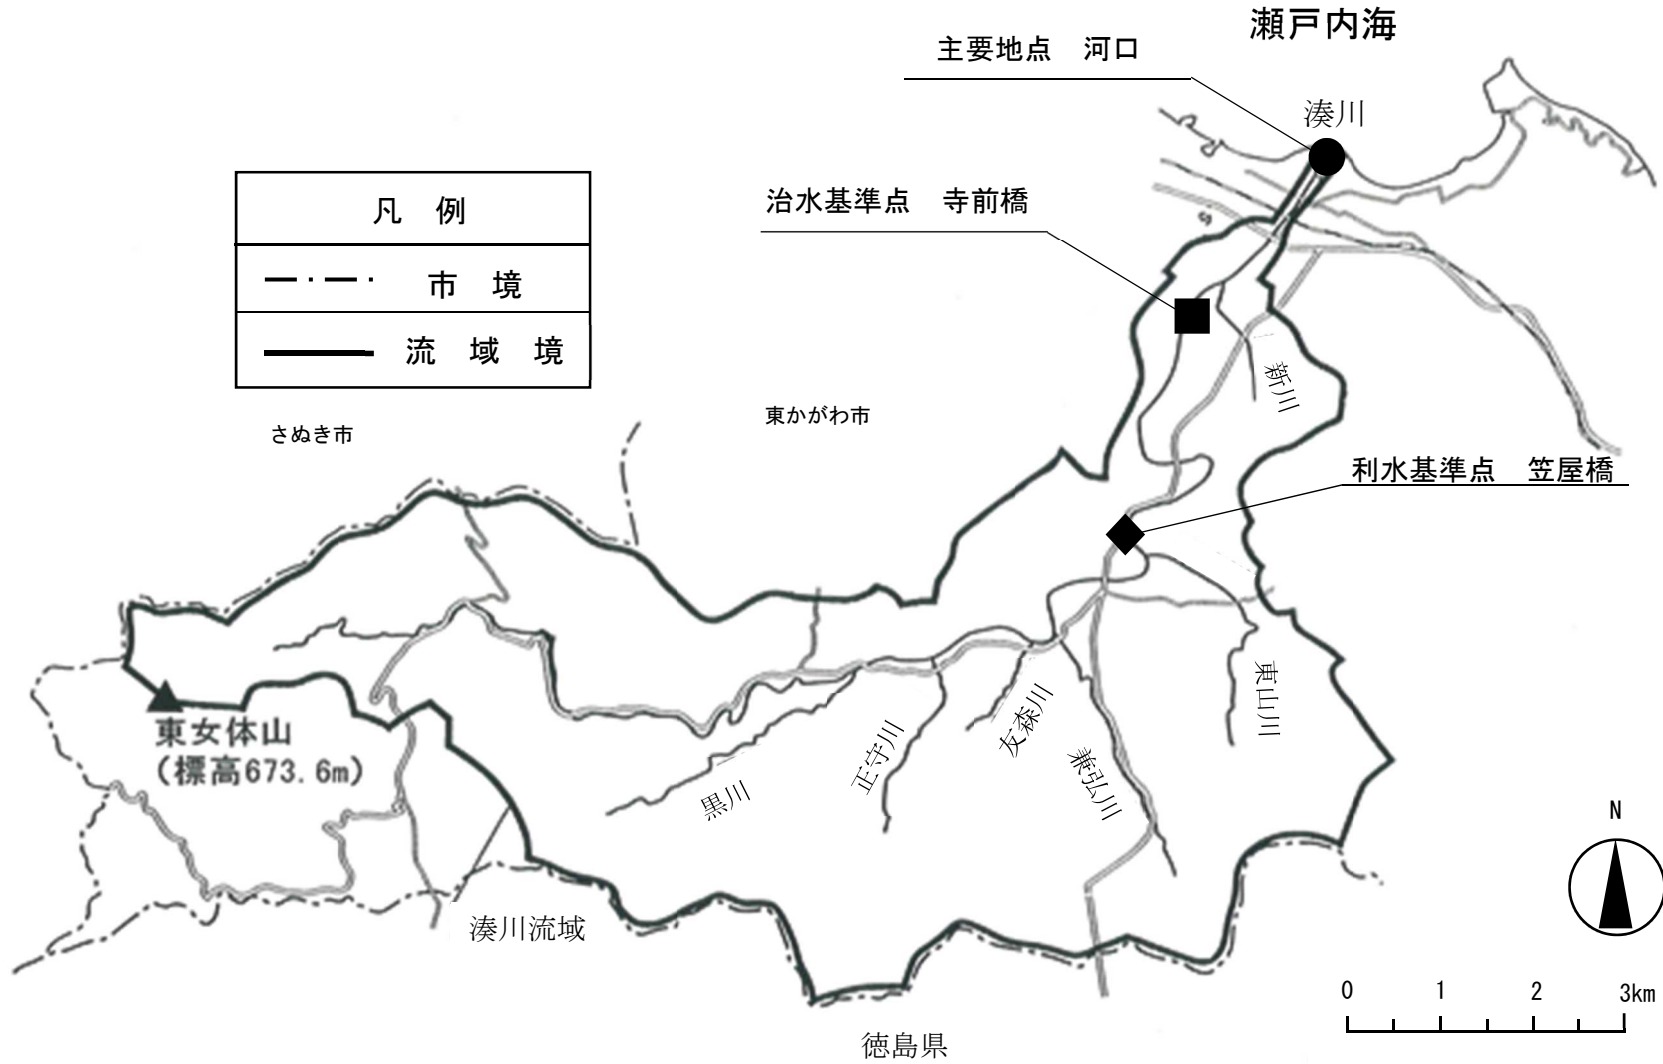 瀬戸内海
主要地点 河口
湊川
治水基準点 寺前橋
凡 例
市 境
流 域 境
さぬき市
東かがわ市
新川
利水基準点 笠屋橋
東女体山
(標高673.6m)
東山川
友森川
正守川
兼弘川
黒川
湊川流域
徳島県
N
0 1 2 3km